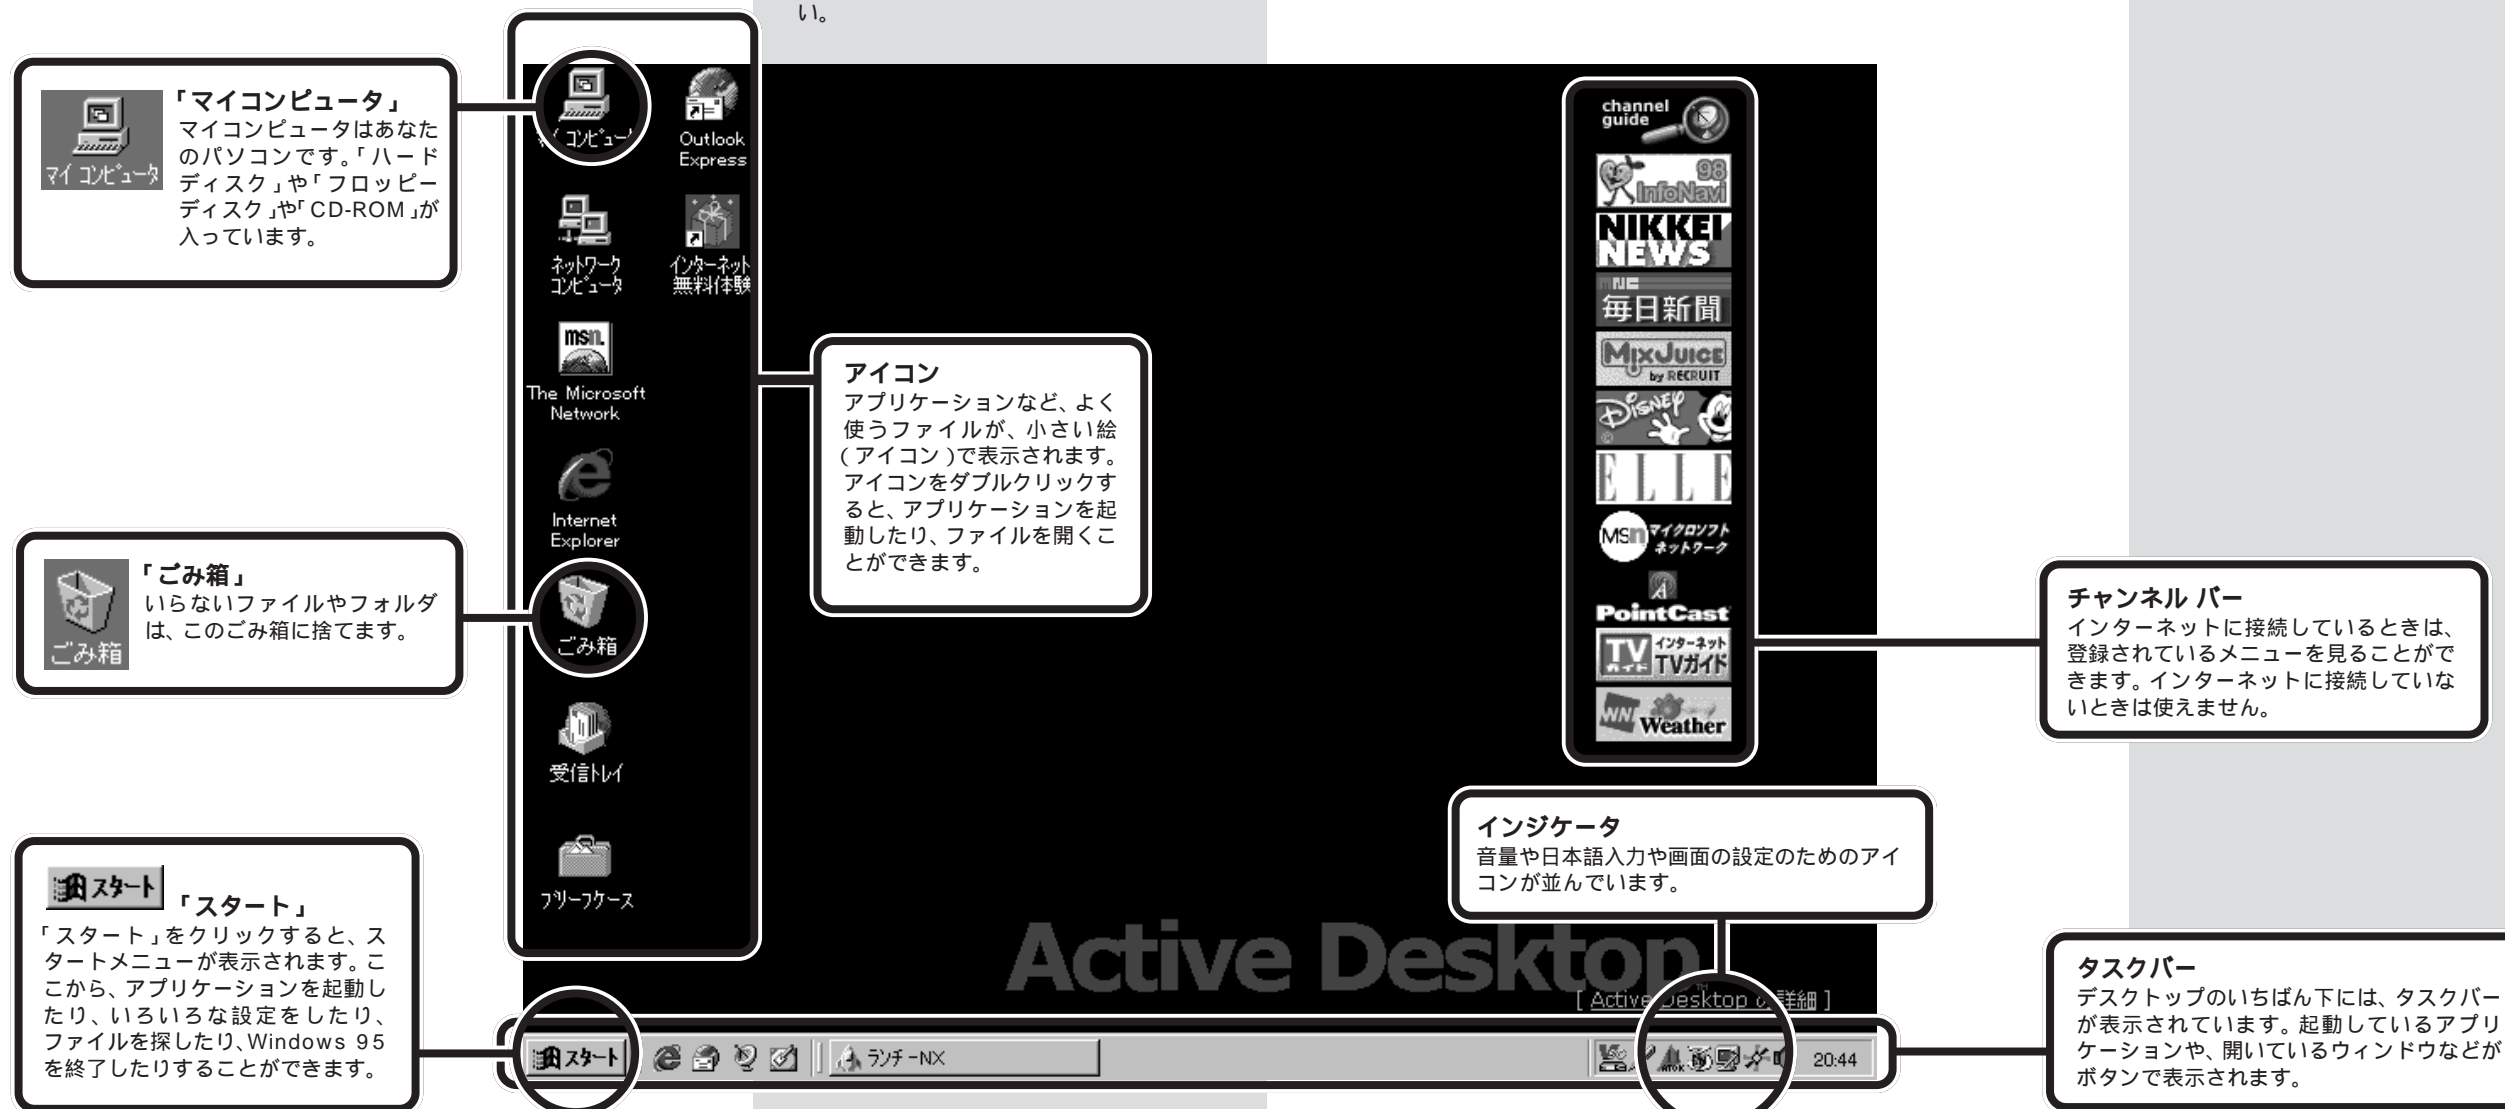 い。
「マイコンピュータ」
マイコンピュータはあなた
のパソコンです。「ハード
ディスク」や「フロッピー
ディスク」や「CD-ROM」が
入っています。
マイ コンピュータ
「ごみ箱」
いらないファイルやフォルダ
は、このごみ箱に捨てます。
ごみ箱
スタート
「スタート」
「スタート」をクリックすると、ス
タートメニューが表示されます。こ
こから、アプリケーションを起動し
たり、いろいろな設定をしたり、
ファイルを探したり、Windows 95
を終了したりすることができます。
マイ コンピュータ
Outlook
Express
ネットワーク
コンピュータ
インターネット
無料体験
msn.
The Microsoft
Network
Internet
Explorer
ごみ箱
受信トレイ
ブリーフケース
アイコン
アプリケーションなど、よく
使うファイルが、小さい絵
(アイコン)で表示されます。
アイコンをダブルクリックす
ると、アプリケーションを起
動したり、ファイルを開くこ
とができます。
channel
guide
98
InfoNavi
NIKKEI
NEWS
毎日新聞
MIXJUICE
by RECRUIT
DISNEY
ELLE
msn マイクロソフト
ネットワーク
PointCast
TV
ガイド
インターネット
TVガイド
WNI
Weather
チャンネル バー
インターネットに接続しているときは、
登録されているメニューを見ることがで
きます。インターネットに接続していな
いときは使えません。
インジケータ
音量や日本語入力や画面の設定のためのアイ
コンが並んでいます。
Active Desktop
[ Active Desktop の詳細 ]
スタート
ランチ-NX
20:44
タスクバー
デスクトップのいちばん下には、タスクバー
が表示されています。起動しているアプリ
ケーションや、開いているウィンドウなどが
ボタンで表示されます。